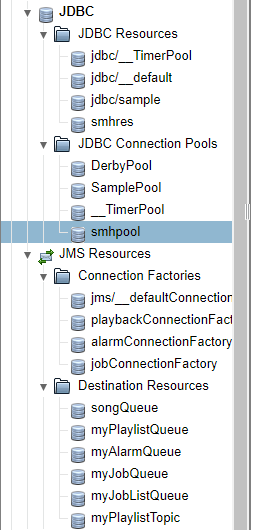 JDBC
JDBC Resources
jdbc/__TimerPool
jdbc/__default
jdbc/sample
smhres
JDBC Connection Pools
DerbyPool
SamplePool
__TimerPool
smhpool
JMS Resources
Connection Factories
jms/__defaultConnection
playbackConnectionFact
alarmConnectionFactory
jobConnectionFactory
Destination Resources
songQueue
myPlaylistQueue
myAlarmQueue
myJobQueue
myJobListQueue
myPlaylistTopic